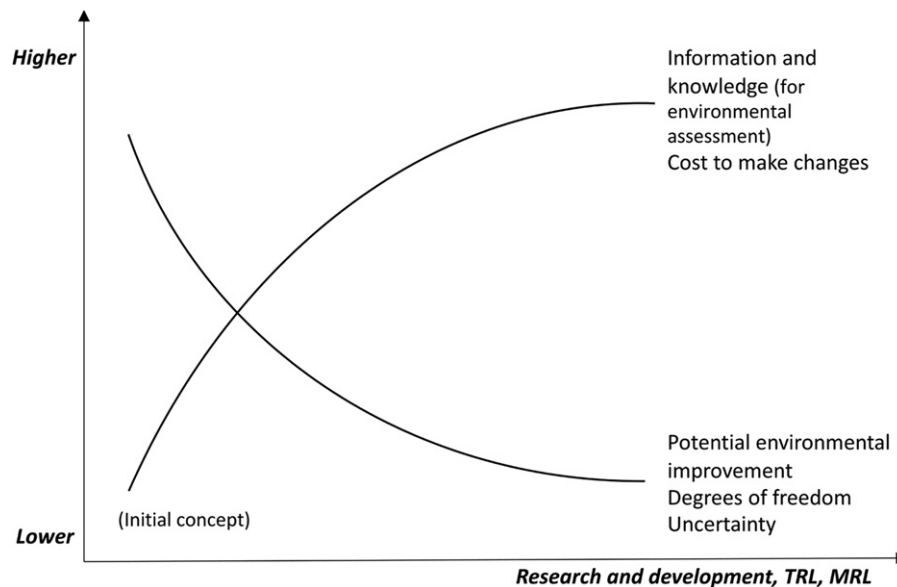 Higher
Information and
knowledge (for
environmental
assessment)
Cost to make changes
Potential environmental
improvement
Degrees of freedom
Uncertainty
(Initial concept)
Lower
Research and development, TRL, MRL